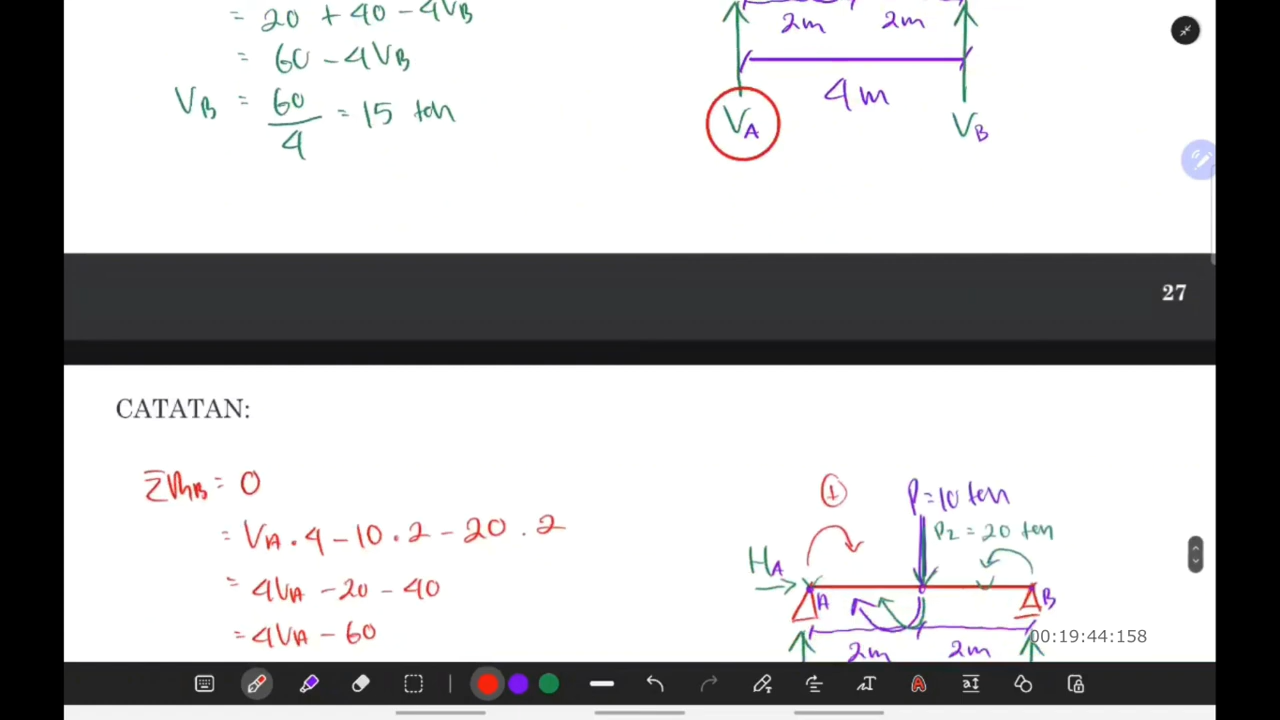 = 20 + 40 - 4VB
= 60 - 4VB
VB = 60/4 = 15 ton
2m 2m
4m
VA
VB
27
CATATAN:
ΣMB = 0
= VA . 4 - 10 . 2 - 20 . 2
= 4VA - 20 - 40
= 4VA - 60
+
P=10 ton
P2 = 20 ton
HA
A
B
00:19:44:158
2m 2m